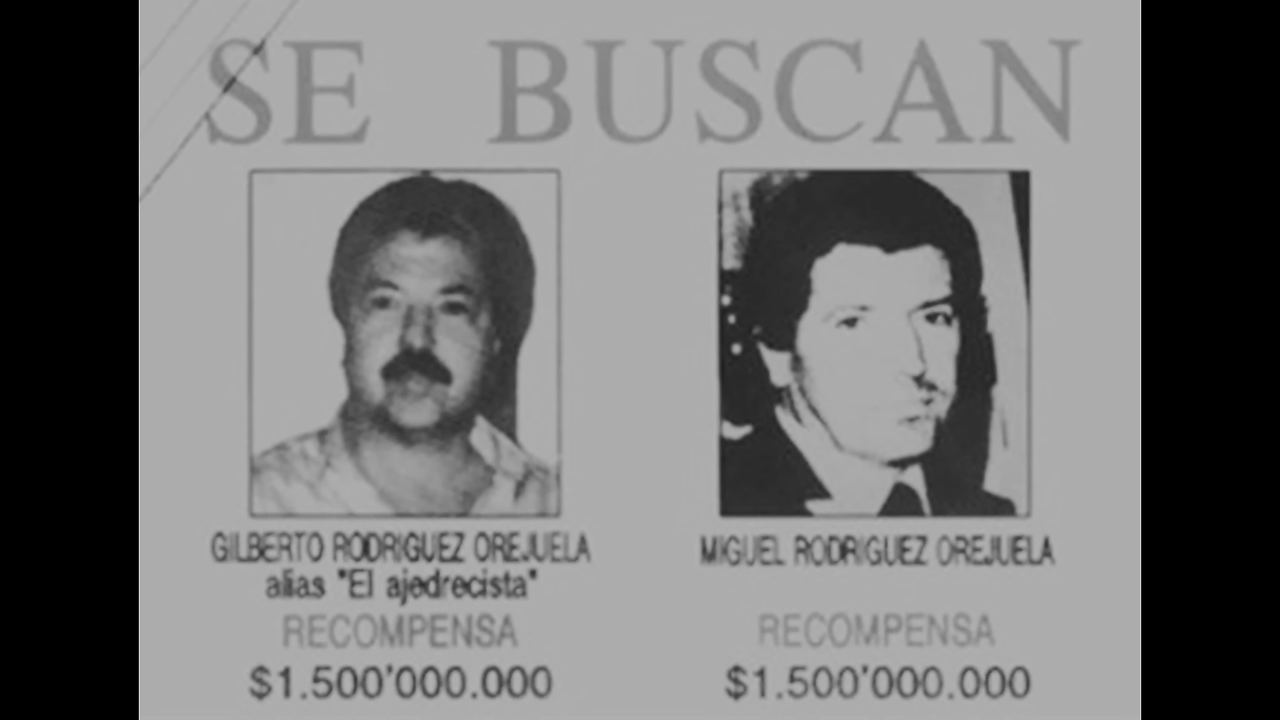 SE BUSCAN
GILBERTO RODRIGUEZ OREJUELA
alias "El ajedrecista"
RECOMPENSA
$1.500'000.000
MIGUEL RODRIGUEZ OREJUELA
RECOMPENSA
$1.500'000.000